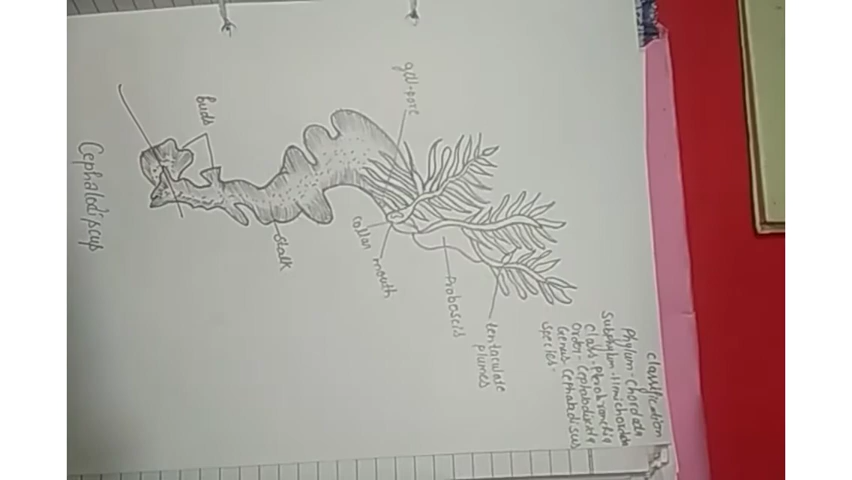 classification
Phylum - Chordata
Subphylum - Hemichordata
Class - Pterobranchia
Order - Cephalodiscida
Genus - Cephalodiscus
Species -
tentaculate
plumes
Proboscis
mouth
collar
gill-pore
Stalk
buds
Cephalodiscus